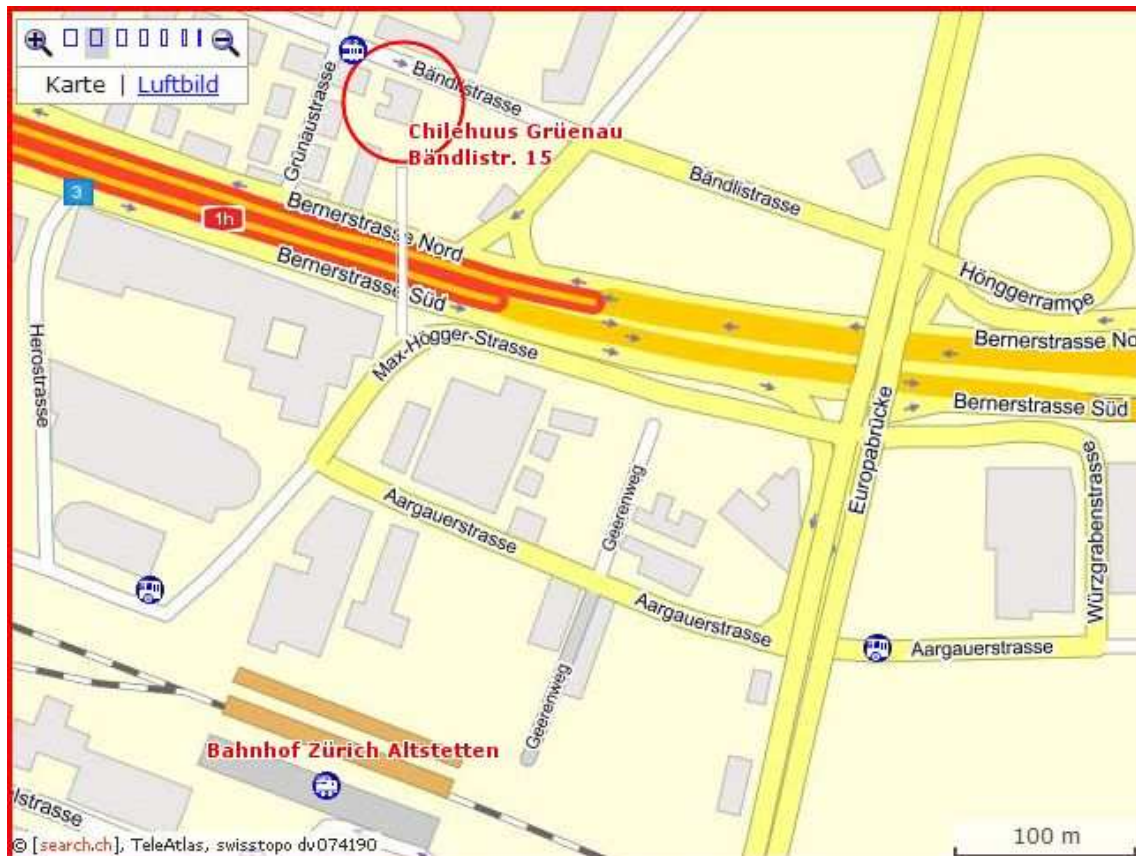 Karte | Luftbild
Bändlistrasse
Grünaustrasse
Chilehuus Grüenau
Bändlistr. 15
3
1h
Bändlistrasse
Bernerstrasse Nord
Bernerstrasse Süd
Hönggerrampe
Herostrasse
Max-Högger-Strasse
Bernerstrasse No
Bernerstrasse Süd
Europabrücke
Geerenweg
Aargauerstrasse
Würzgrabenstrasse
Aargauerstrasse
Aargauerstrasse
Geerenweg
Bahnhof Zürich Altstetten
elstrasse
© [search.ch], TeleAtlas, swisstopo dv074190
100 m